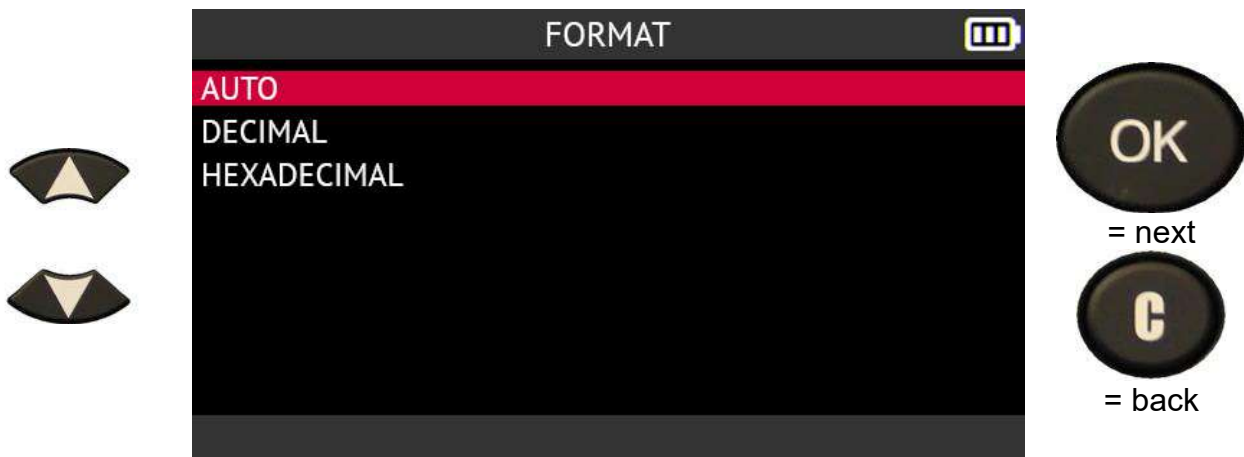 FORMAT
AUTO
DECIMAL
HEXADECIMAL
OK
= next
C
= back